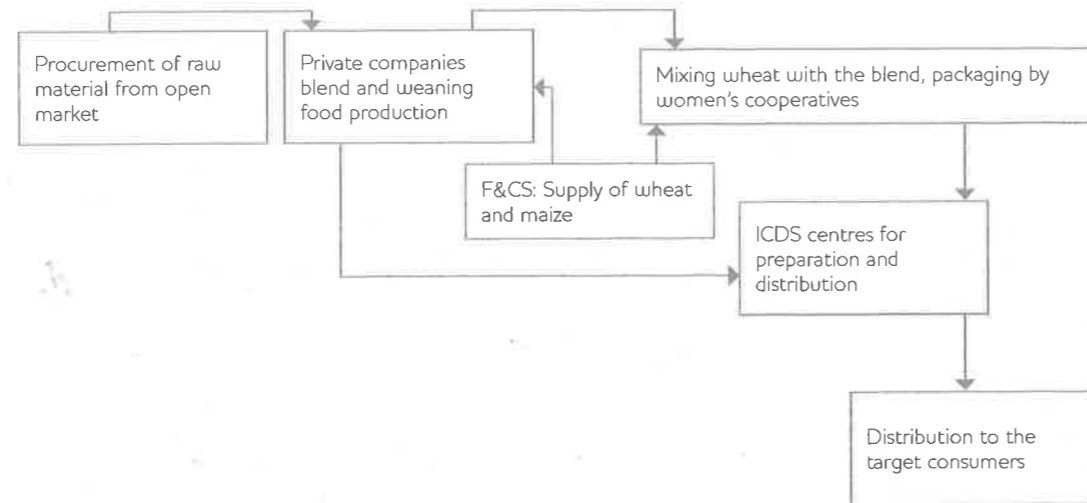 Procurement of raw
material from open
market
Private companies
blend and weaning
food production
Mixing wheat with the blend, packaging by
women's cooperatives
F&CS: Supply of wheat
and maize
ICDS centres for
preparation and
distribution
Distribution to the
target consumers